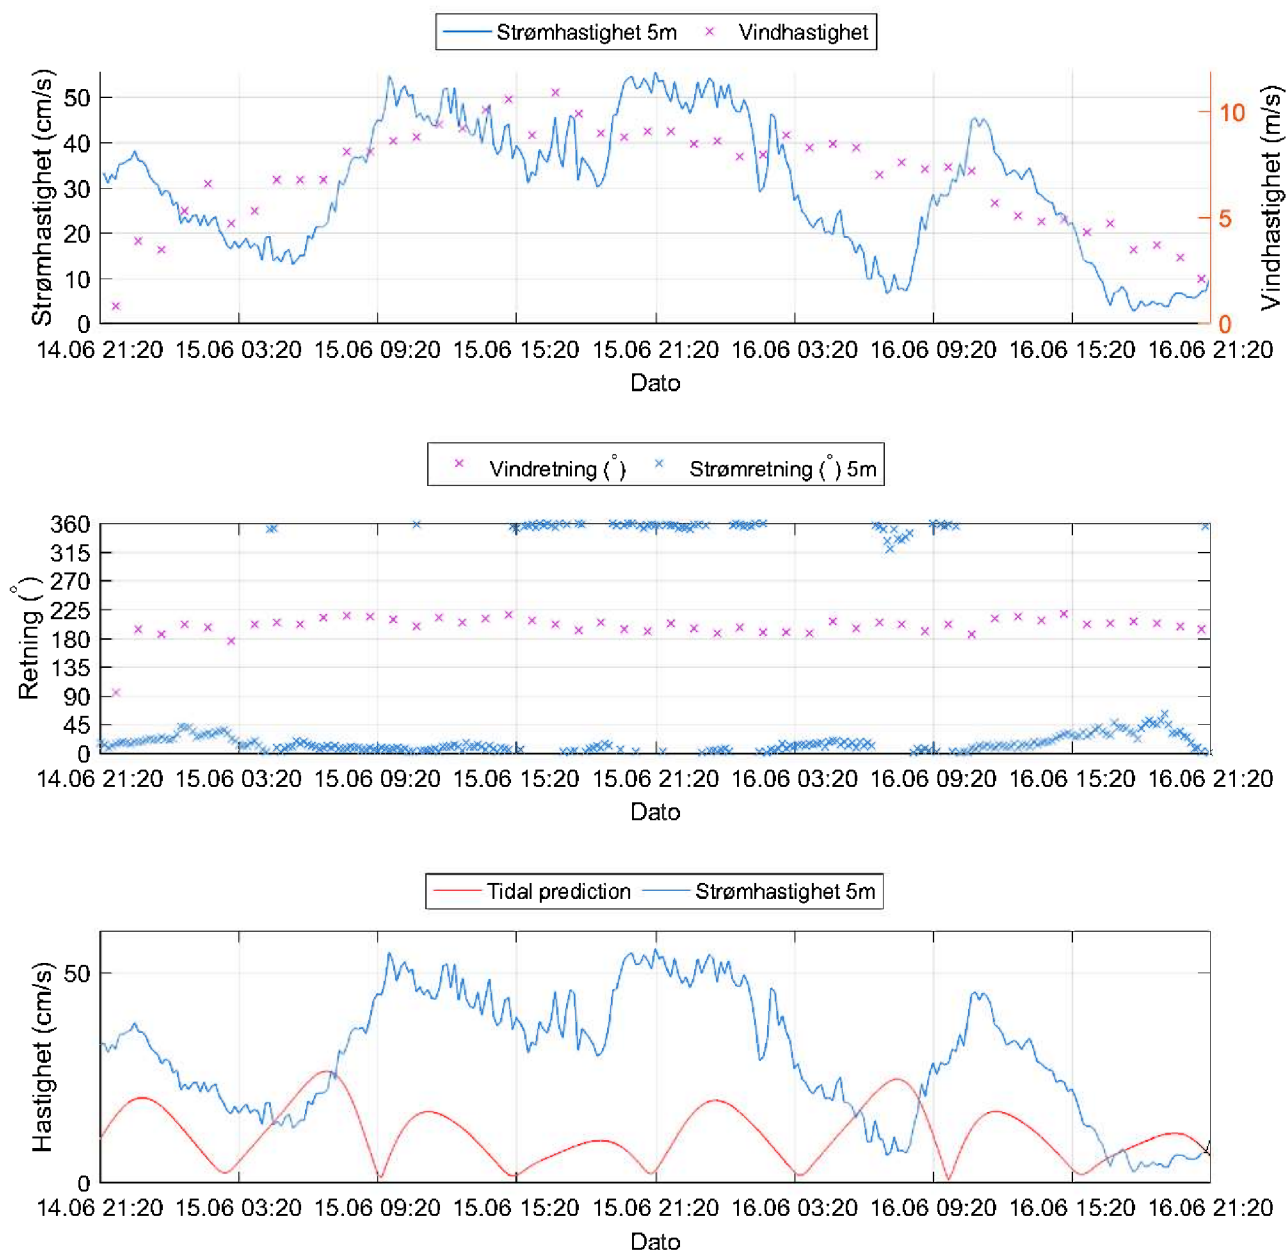 Strømhastighet 5m Vindhastighet
Strømhastighet (cm/s)
50
40
30
20
10
0
10
5
0
Vindhastighet (m/s)
14.06 21:20 15.06 03:20 15.06 09:20 15.06 15:20 15.06 21:20 16.06 03:20 16.06 09:20 16.06 15:20 16.06 21:20
Dato
Vindretning (°) Strømretning (°) 5m
Retning (°)
360
315
270
225
180
135
90
45
0
14.06 21:20 15.06 03:20 15.06 09:20 15.06 15:20 15.06 21:20 16.06 03:20 16.06 09:20 16.06 15:20 16.06 21:20
Dato
Tidal prediction Strømhastighet 5m
Hastighet (cm/s)
50
0
14.06 21:20 15.06 03:20 15.06 09:20 15.06 15:20 15.06 21:20 16.06 03:20 16.06 09:20 16.06 15:20 16.06 21:20
Dato